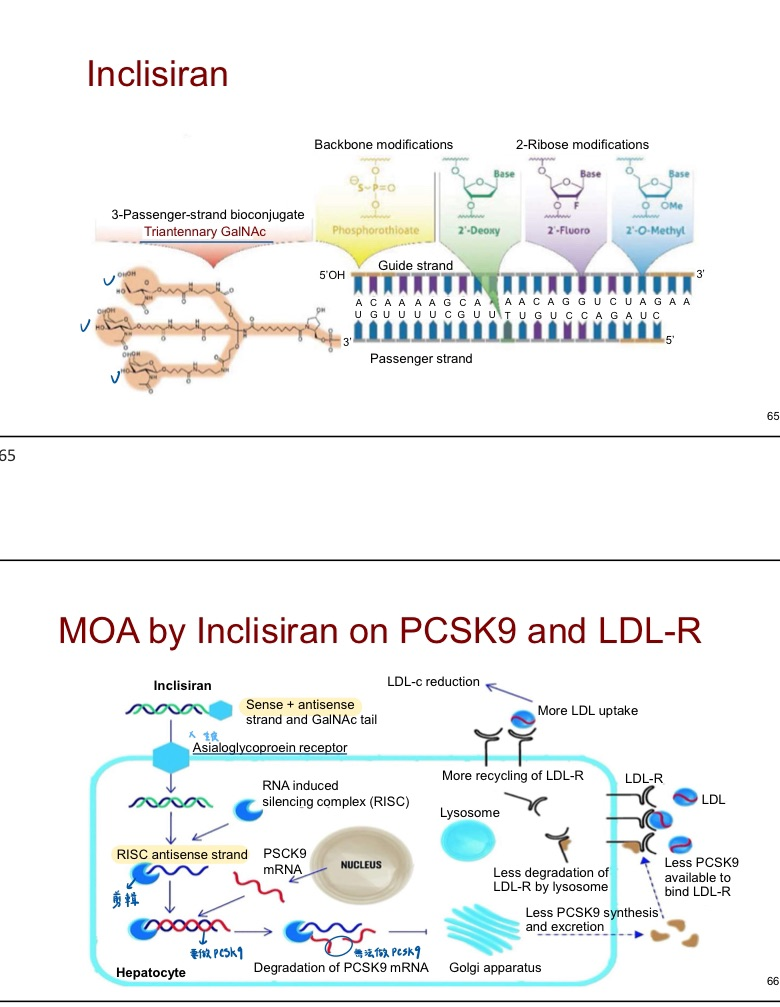 Inclisiran
Backbone modifications
2-Ribose modifications
Base
Base
Base
S-P=O
F
OMe
3-Passenger-strand bioconjugate
Triantennary GalNAc
Phosphorothioate
2'-Deoxy
2'-Fluoro
2'-O-Methyl
5'OH
Guide strand
3'
A C A A A A G C A A A A C A G G U C U A G A A
U G U U U U C G U U T U G U C C A G A U C
3'
5'
Passenger strand
65
65
MOA by Inclisiran on PCSK9 and LDL-R
Inclisiran
LDL-c reduction
Sense + antisense
strand and GalNAc tail
More LDL uptake
Asialoglycoproein receptor
More recycling of LDL-R
LDL-R
RNA induced
silencing complex (RISC)
LDL
Lysosome
RISC antisense strand
PSCK9
mRNA
NUCLEUS
Less PCSK9
available to
bind LDL-R
Less degradation of
LDL-R by lysosome
剪輯
Less PCSK9 synthesis
and excretion
要做 PCSK9
無法做 PCSK9
Degradation of PCSK9 mRNA
Golgi apparatus
Hepatocyte
66